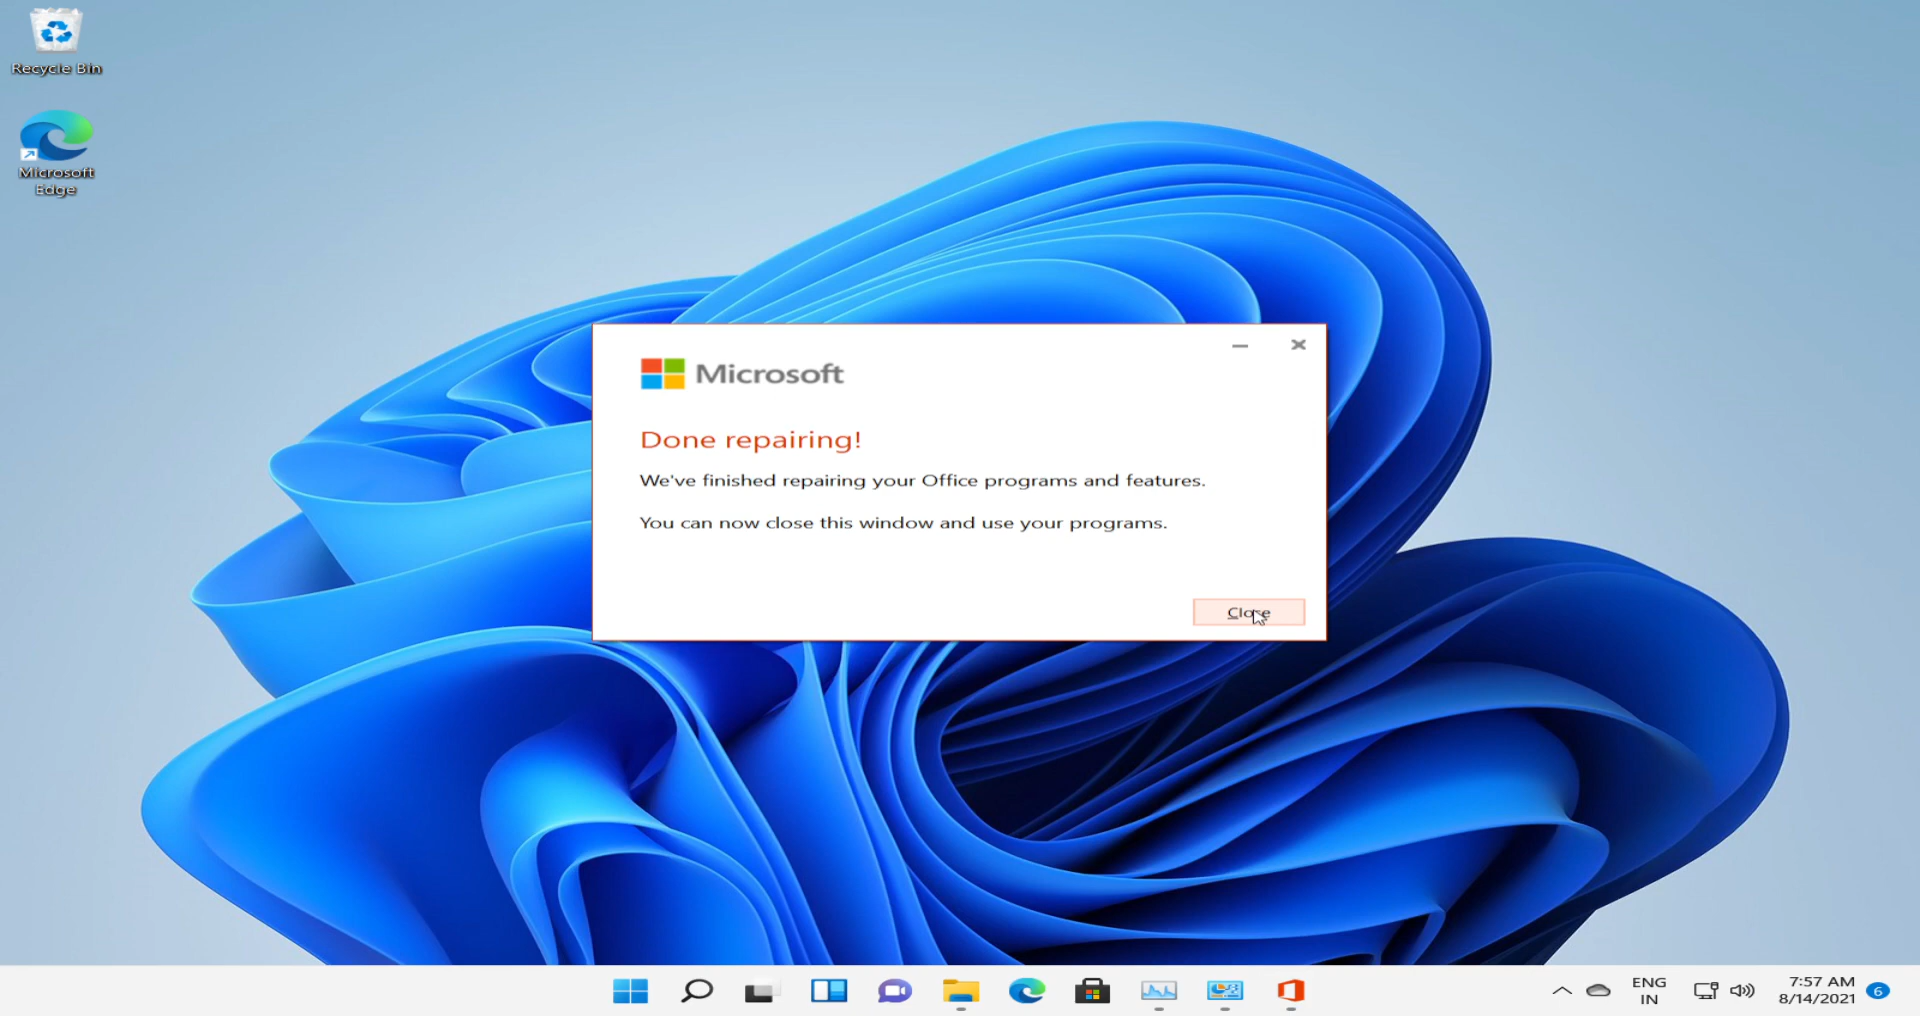 Recycle Bin
Microsoft
Edge
Microsoft
Done repairing!
We've finished repairing your Office programs and features.
You can now close this window and use your programs.
Close
ENG
IN
7:57 AM
8/14/2021
6